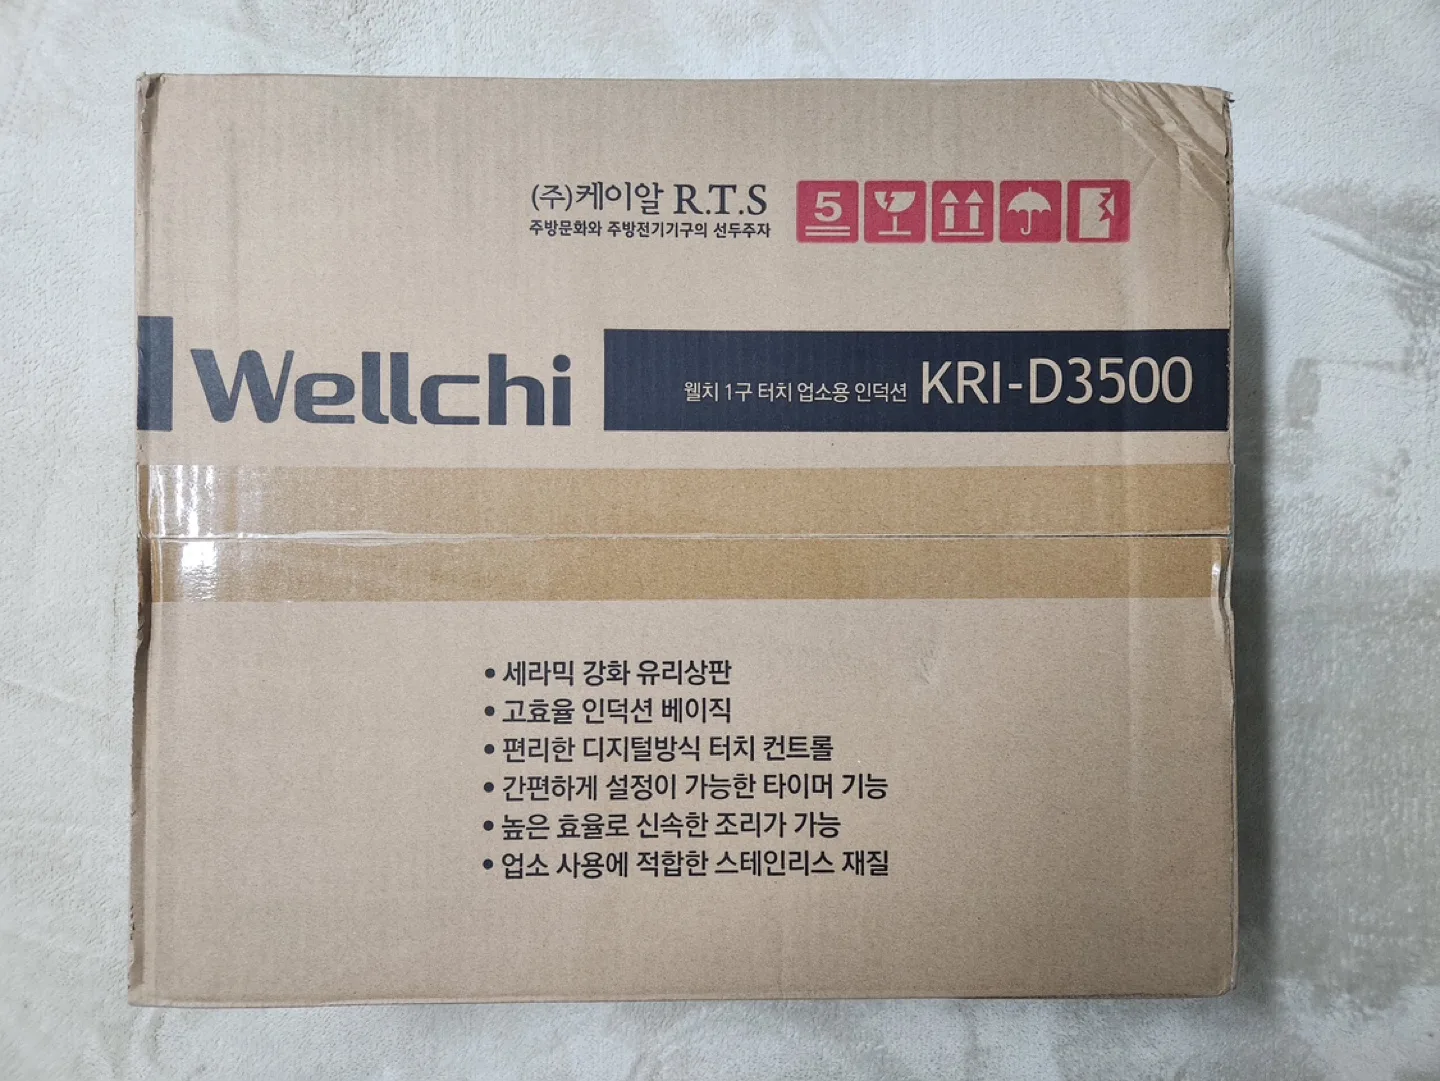 (주)케이알 R.T.S
주방문화와 주방전기기구의 선두주자
5
Wellchi
웰치 1구 터치 업소용 인덕션 KRI-D3500
• 세라믹 강화 유리상판
• 고효율 인덕션 베이직
• 편리한 디지털방식 터치 컨트롤
• 간편하게 설정이 가능한 타이머 기능
• 높은 효율로 신속한 조리가 가능
• 업소 사용에 적합한 스테인리스 재질